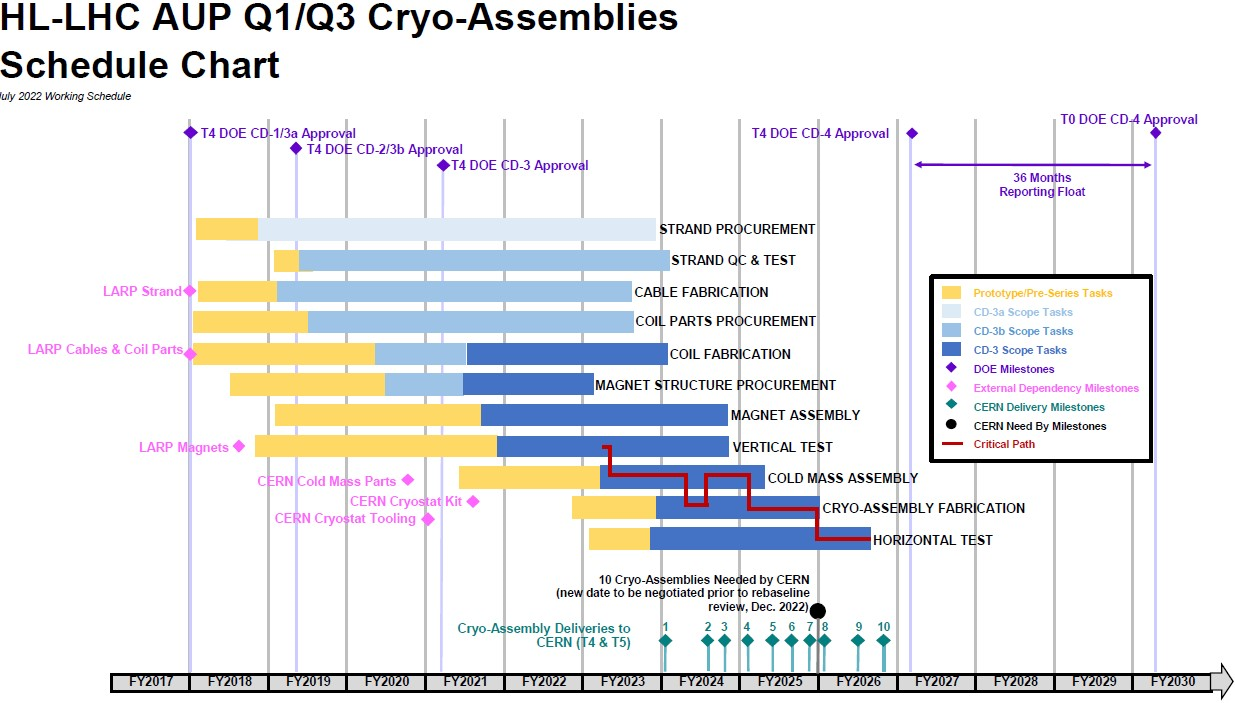 HL-LHC AUP Q1/Q3 Cryo-Assemblies
Schedule Chart
July 2022 Working Schedule
T4 DOE CD-1/3a Approval
T4 DOE CD-2/3b Approval
T4 DOE CD-3 Approval
T4 DOE CD-4 Approval
T0 DOE CD-4 Approval
36 Months
Reporting Float
STRAND PROCUREMENT
STRAND QC & TEST
LARP Strand
CABLE FABRICATION
COIL PARTS PROCUREMENT
LARP Cables & Coil Parts
COIL FABRICATION
MAGNET STRUCTURE PROCUREMENT
MAGNET ASSEMBLY
LARP Magnets
VERTICAL TEST
CERN Cold Mass Parts
COLD MASS ASSEMBLY
CERN Cryostat Kit
CRYO-ASSEMBLY FABRICATION
CERN Cryostat Tooling
HORIZONTAL TEST
Prototype/Pre-Series Tasks
CD-3a Scope Tasks
CD-3b Scope Tasks
CD-3 Scope Tasks
DOE Milestones
External Dependency Milestones
CERN Delivery Milestones
CERN Need By Milestones
Critical Path
10 Cryo-Assemblies Needed by CERN
(new date to be negotiated prior to rebaseline
review, Dec. 2022)
Cryo-Assembly Deliveries to
CERN (T4 & T5)
1 2 3 4 5 6 7 8 9 10
FY2017 FY2018 FY2019 FY2020 FY2021 FY2022 FY2023 FY2024 FY2025 FY2026 FY2027 FY2028 FY2029 FY2030